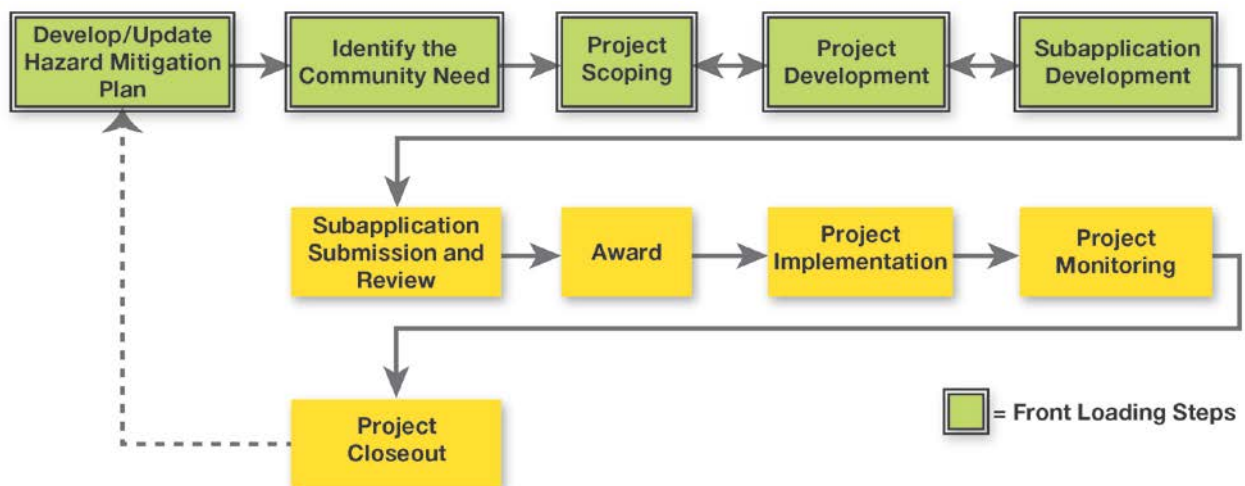 Develop/Update
Hazard Mitigation
Plan
Identify the
Community Need
Project
Scoping
Project
Development
Subapplication
Development
Subapplication
Submission and
Review
Award
Project
Implementation
Project
Monitoring
Project
Closeout
= Front Loading Steps